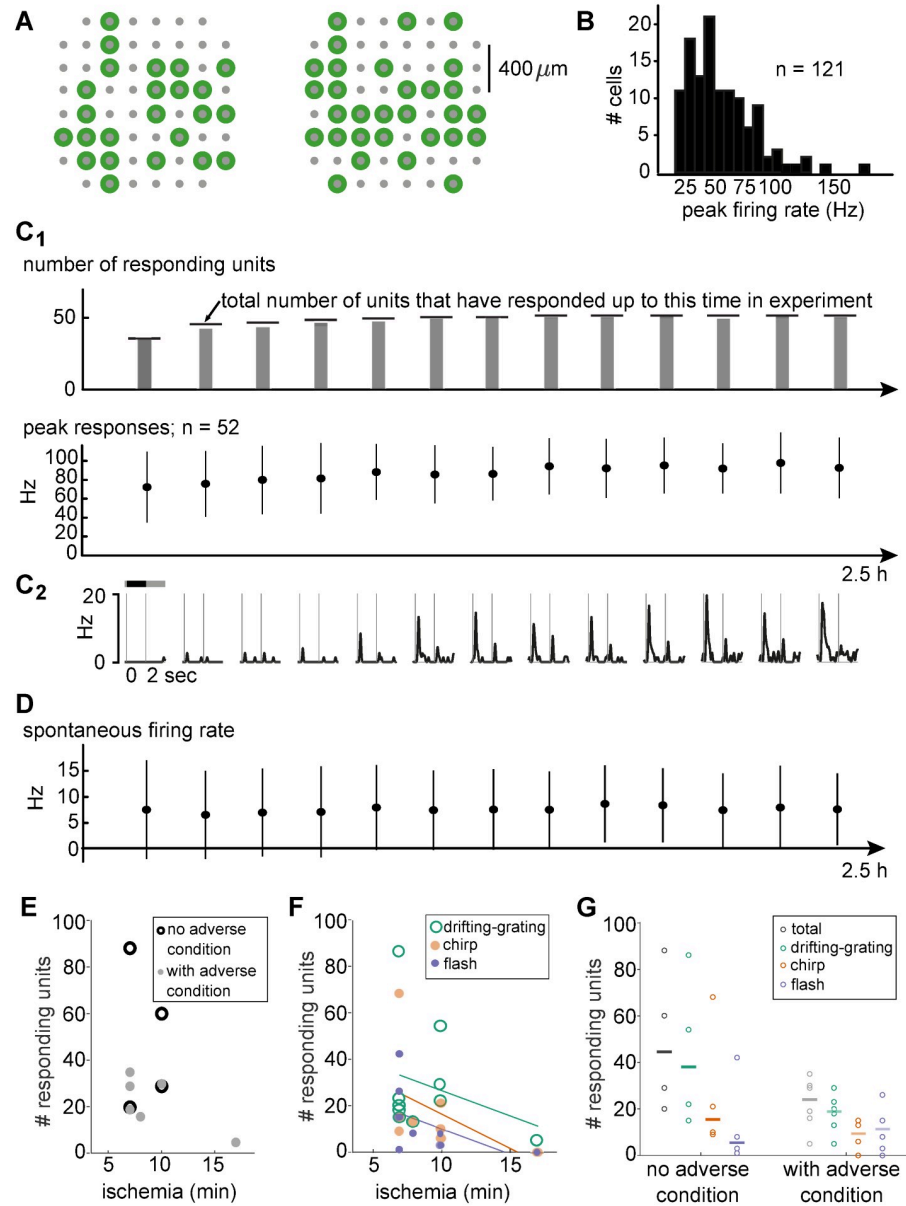 A
400 μm
B
# cells
20
15
10
5
0
n = 121
25 50 75 100 150
peak firing rate (Hz)
C1
number of responding units
total number of units that have responded up to this time in experiment
50
0
peak responses; n = 52
Hz
100
80
60
40
20
0
2.5 h
C2
Hz
20
0
0 2 sec
D
spontaneous firing rate
Hz
15
10
5
0
2.5 h
E
# responding units
100
80
60
40
20
0
no adverse
condition
with adverse
condition
5 10 15
ischemia (min)
F
# responding units
100
80
60
40
20
0
drifting-grating
chirp
flash
5 10 15
ischemia (min)
G
# responding units
100
80
60
40
20
0
total
drifting-grating
chirp
flash
no adverse
condition
with adverse
condition